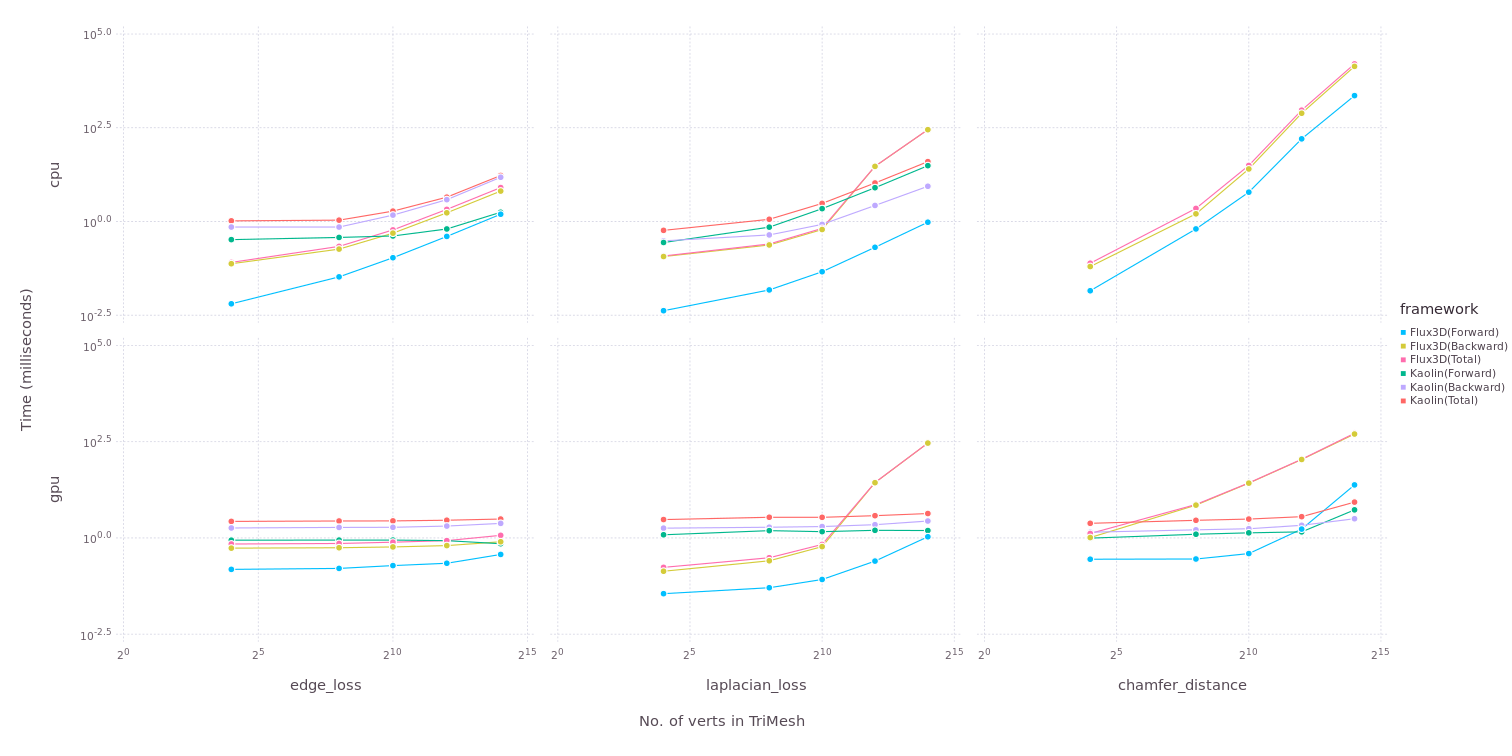 Time (milliseconds)
cpu
10^5.0
10^2.5
10^0.0
10^-2.5
gpu
10^5.0
10^2.5
10^0.0
10^-2.5
2^0 2^5 2^10 2^15 2^0 2^5 2^10 2^15 2^0 2^5 2^10 2^15
edge_loss laplacian_loss chamfer_distance
No. of verts in TriMesh
framework
Flux3D(Forward)
Flux3D(Backward)
Flux3D(Total)
Kaolin(Forward)
Kaolin(Backward)
Kaolin(Total)